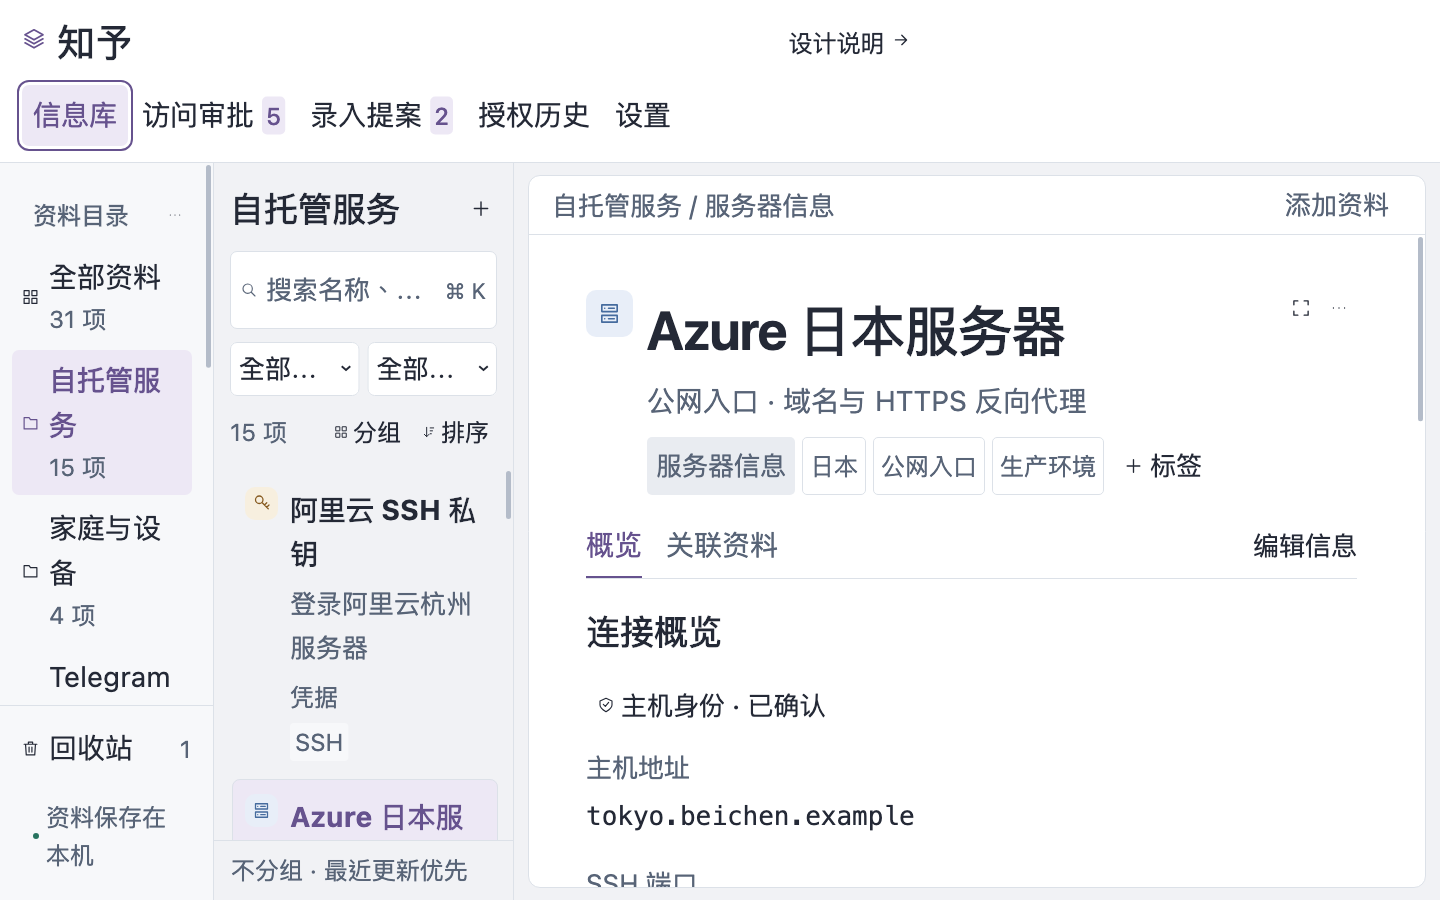 知予
设计说明 →
信息库 访问审批 5 录入提案 2 授权历史 设置
资料目录 ···
全部资料
31 项
自托管服
务
15 项
家庭与设
备
4 项
Telegram
回收站 1
资料保存在
本机
自托管服务 +
搜索名称、... ⌘ K
全部... 全部...
15 项 分组 排序
阿里云 SSH 私
钥
登录阿里云杭州
服务器
凭据
SSH
Azure 日本服
不分组 · 最近更新优先
自托管服务 / 服务器信息 添加资料
Azure 日本服务器 ···
公网入口 · 域名与 HTTPS 反向代理
服务器信息 日本 公网入口 生产环境 + 标签
概览 关联资料 编辑信息
连接概览
主机身份 · 已确认
主机地址
tokyo.beichen.example
SSH 端口